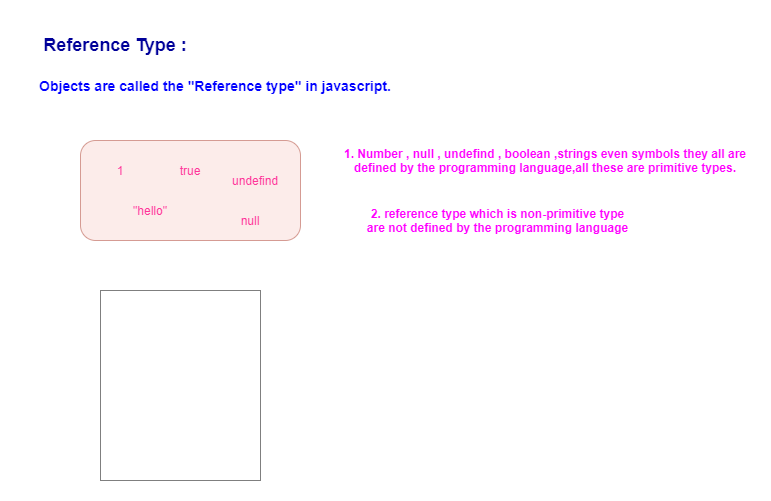 Reference Type :
Objects are called the "Reference type" in javascript.
1
true
undefind
"hello"
null
1. Number , null , undefind , boolean ,strings even symbols they all are
defined by the programming language,all these are primitive types.
2. reference type which is non-primitive type
are not defined by the programming language